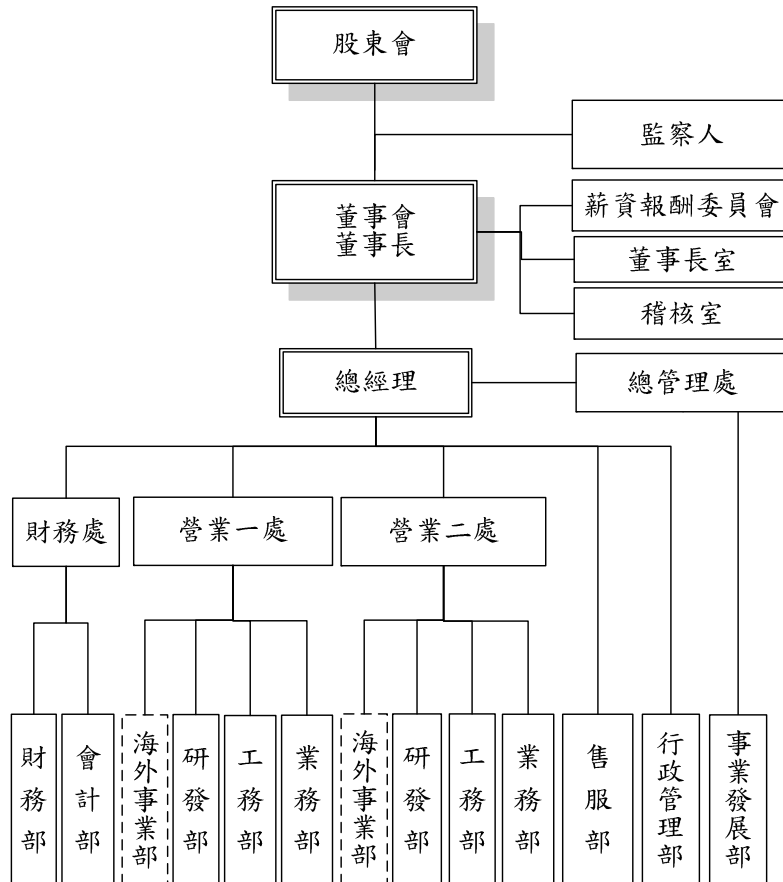 股東會
監察人
董事會
董事長
薪資報酬委員會
董事長室
稽核室
總經理
總管理處
財務處
營業一處
營業二處
財務部
會計部
海外事業部
研發部
工務部
業務部
海外事業部
研發部
工務部
業務部
售服部
行政管理部
事業發展部